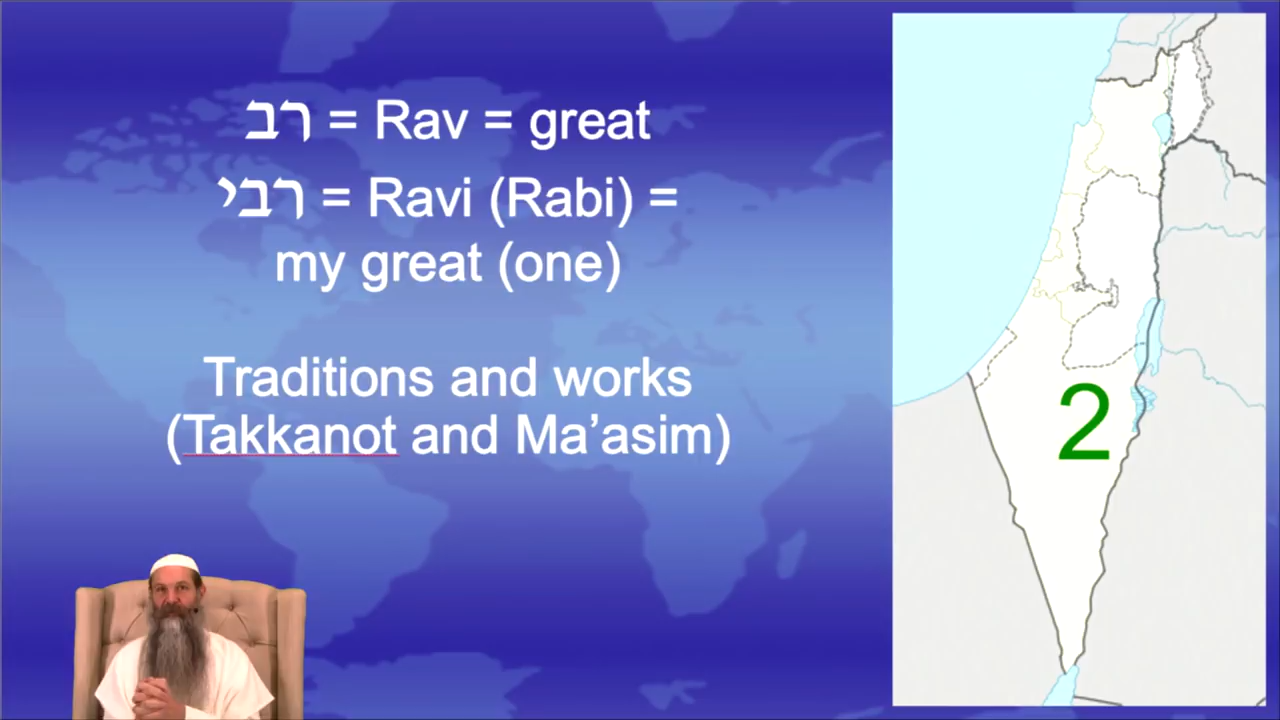 רב = Rav = great
רבי = Ravi (Rabi) =
my great (one)
Traditions and works
(Takkanot and Ma’asim)
2